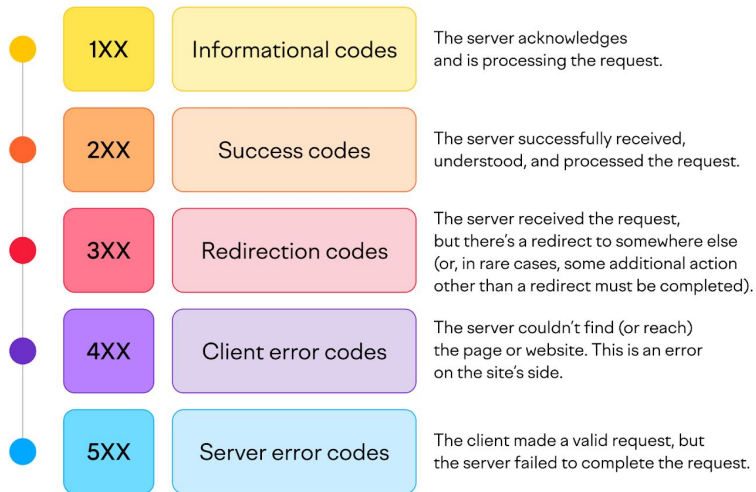 1XX
Informational codes
The server acknowledges
and is processing the request.
2XX
Success codes
The server successfully received,
understood, and processed the request.
3XX
Redirection codes
The server received the request,
but there’s a redirect to somewhere else
(or, in rare cases, some additional action
other than a redirect must be completed).
4XX
Client error codes
The server couldn’t find (or reach)
the page or website. This is an error
on the site’s side.
5XX
Server error codes
The client made a valid request, but
the server failed to complete the request.